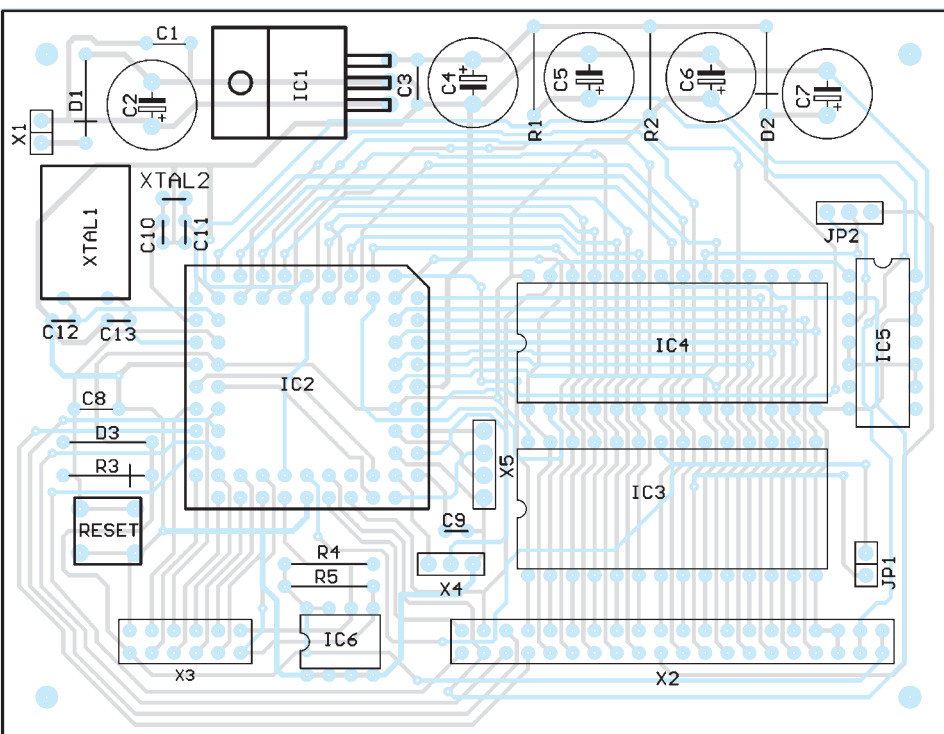 C1
IC1
C3
C4
C5
C6
C7
C2
D1
X1
R1
R2
D2
XTAL2
XTAL1
C10
C11
JP2
C12
C13
IC4
IC5
IC2
C8
D3
R3
X5
IC3
RESET
C9
R4
R5
X4
JP1
IC6
X3
X2